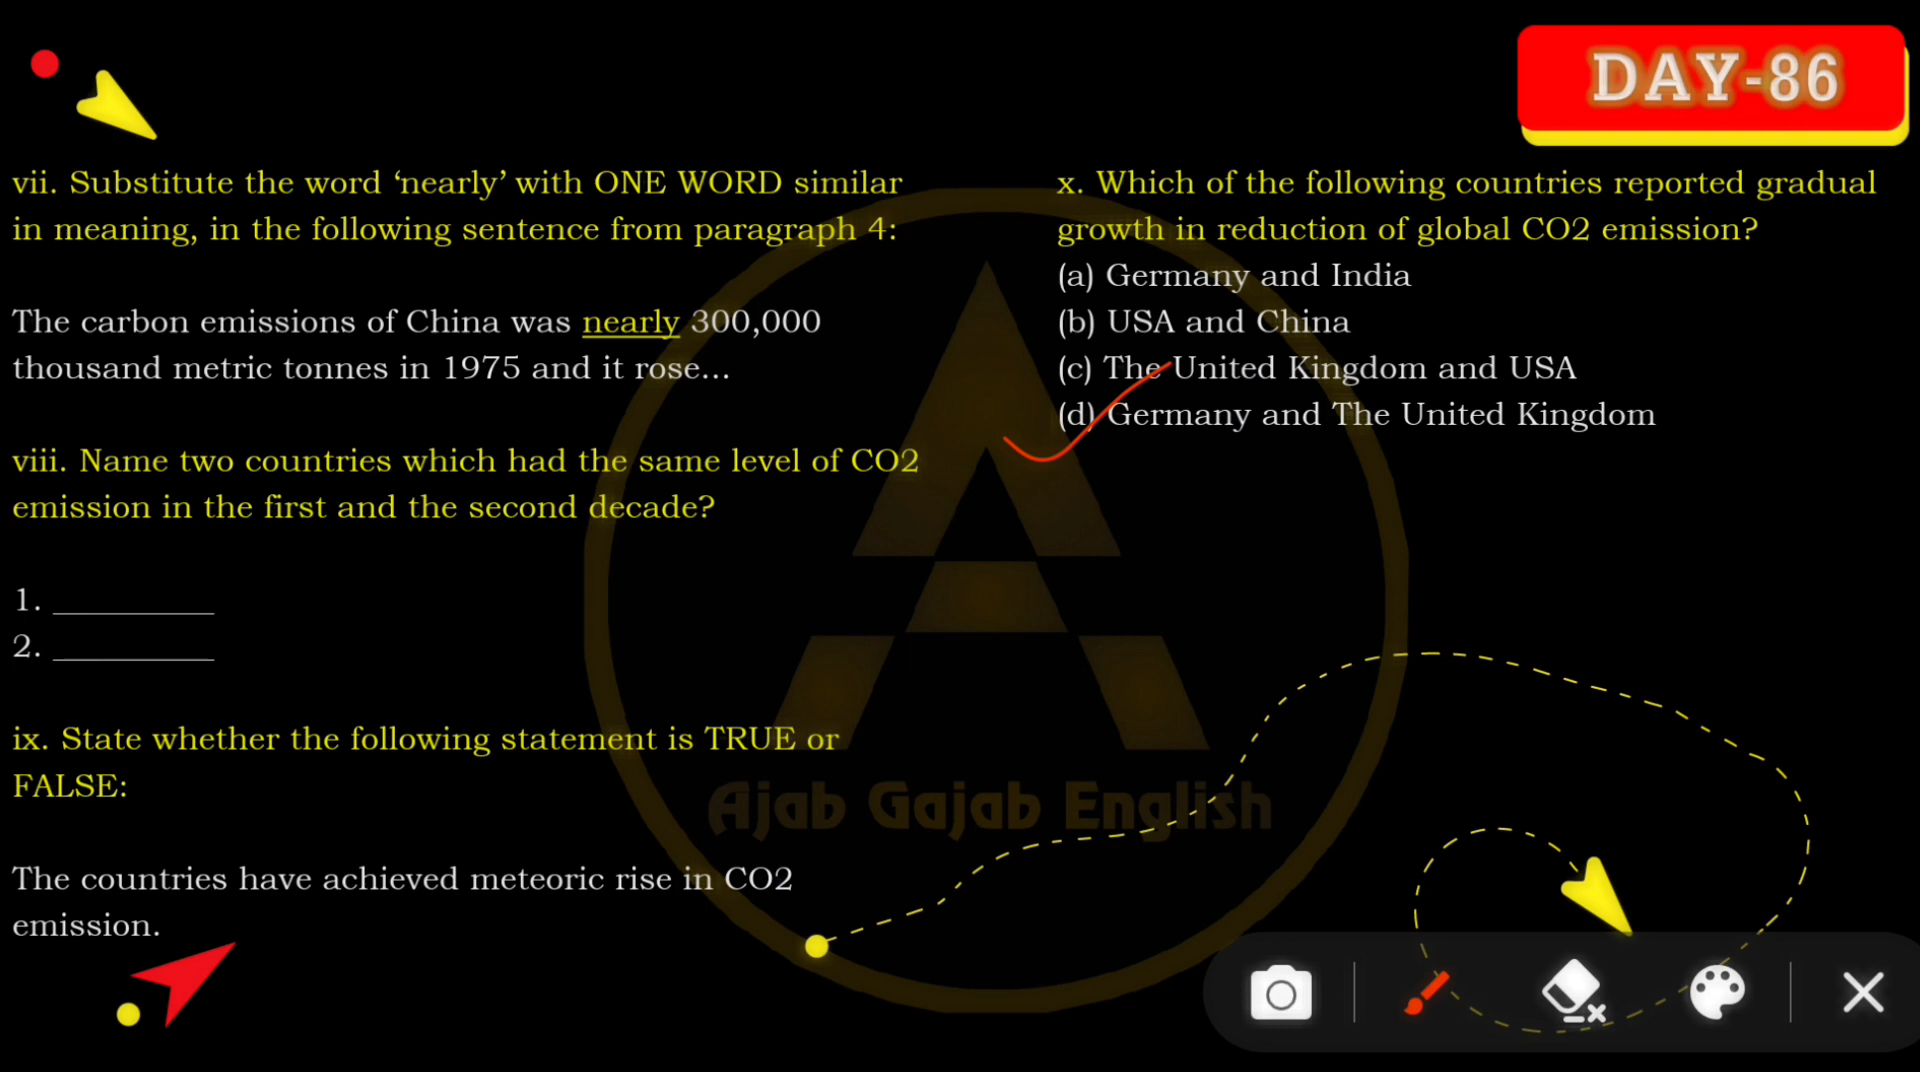 DAY-86
vii. Substitute the word ‘nearly’ with ONE WORD similar
in meaning, in the following sentence from paragraph 4:
The carbon emissions of China was nearly 300,000
thousand metric tonnes in 1975 and it rose...
viii. Name two countries which had the same level of CO2
emission in the first and the second decade?
1. __________
2. __________
ix. State whether the following statement is TRUE or
FALSE:
The countries have achieved meteoric rise in CO2
emission.
x. Which of the following countries reported gradual
growth in reduction of global CO2 emission?
(a) Germany and India
(b) USA and China
(c) The United Kingdom and USA
(d) Germany and The United Kingdom
Ajab Gajab English